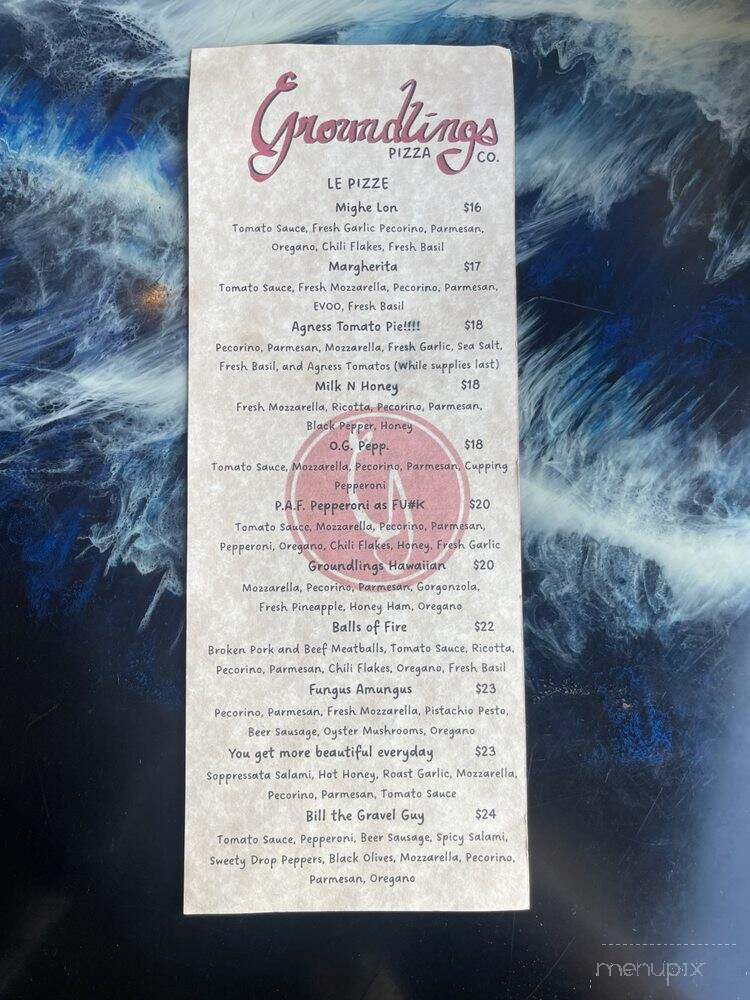 Groundlings
PIZZA CO.
LE PIZZE
Mighe Lon $16
Tomato Sauce, Fresh Garlic Pecorino, Parmesan,
Oregano, Chili Flakes, Fresh Basil
Margherita $17
Tomato Sauce, Fresh Mozzarella, Pecorino, Parmesan,
EVOO, Fresh Basil
Agness Tomato Pie!!!! $18
Pecorino, Parmesan, Mozzarella, Fresh Garlic, Sea Salt,
Fresh Basil, and Agness Tomatos (While supplies last)
Milk N Honey $18
Fresh Mozzarella, Ricotta, Pecorino, Parmesan,
Black Pepper, Honey
O.G. Pepp. $18
Tomato Sauce, Mozzarella, Pecorino, Parmesan, Cupping
Pepperoni
P.A.F. Pepperoni as FU#K $20
Tomato Sauce, Mozzarella, Pecorino, Parmesan,
Pepperoni, Oregano, Chili Flakes, Honey, Fresh Garlic
Groundlings Hawaiian $20
Mozzarella, Pecorino, Parmesan, Gorgonzola,
Fresh Pineapple, Honey Ham, Oregano
Balls of Fire $22
Broken Pork and Beef Meatballs, Tomato Sauce, Ricotta,
Pecorino, Parmesan, Chili Flakes, Oregano, Fresh Basil
Fungus Amungus $23
Pecorino, Parmesan, Fresh Mozzarella, Pistachio Pesto,
Beer Sausage, Oyster Mushrooms, Oregano
You get more beautiful everyday $23
Soppressata Salami, Hot Honey, Roast Garlic, Mozzarella,
Pecorino, Parmesan, Tomato Sauce
Bill the Gravel Guy $24
Tomato Sauce, Pepperoni, Beer Sausage, Spicy Salami,
Sweety Drop Peppers, Black Olives, Mozzarella, Pecorino,
Parmesan, Oregano
menupix